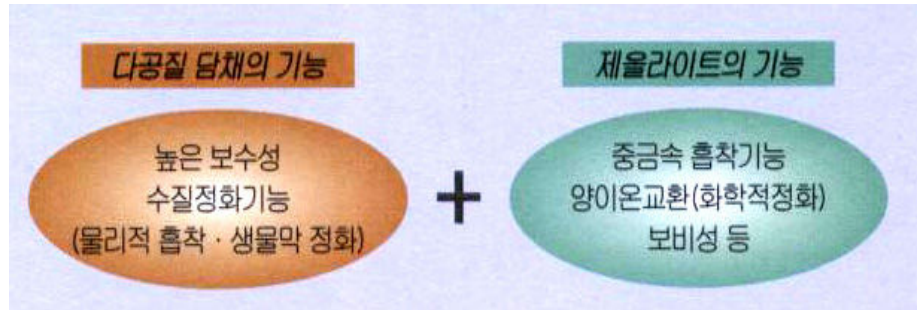 다공질 담채의 기능
높은 보수성
수질정화기능
(물리적 흡착 · 생물막 정화)
+
제올라이트의 기능
중금속 흡착기능
양이온교환(화학적정화)
보비성 등